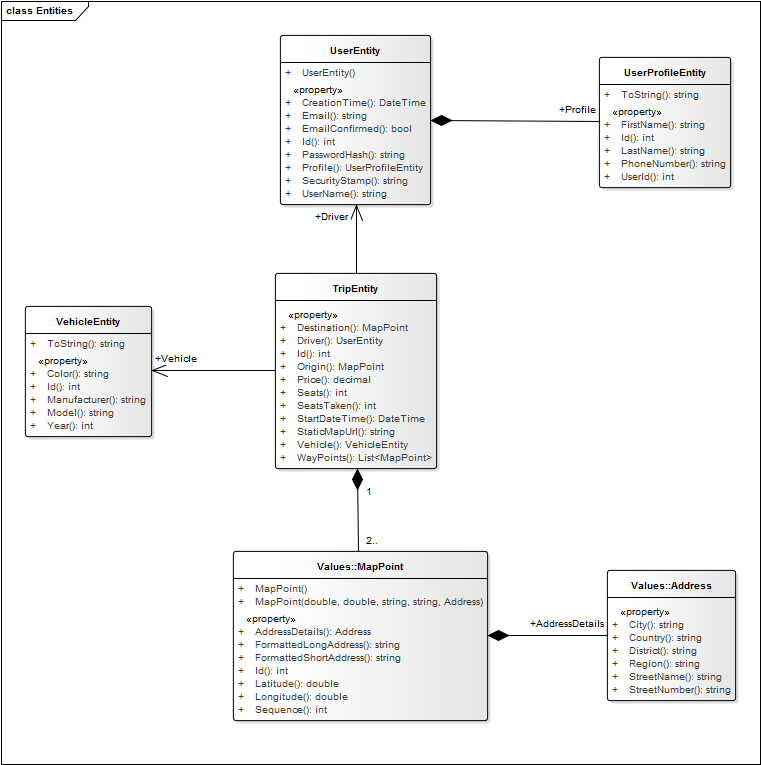 class Entities
UserEntity
+ UserEntity()
«property»
+ CreationTime(): DateTime
+ Email(): string
+ EmailConfirmed(): bool
+ Id(): int
+ PasswordHash(): string
+ Profile(): UserProfileEntity
+ SecurityStamp(): string
+ UserName(): string
+Profile
UserProfileEntity
+ ToString(): string
«property»
+ FirstName(): string
+ Id(): int
+ LastName(): string
+ PhoneNumber(): string
+ UserId(): int
+Driver
TripEntity
«property»
+ Destination(): MapPoint
+ Driver(): UserEntity
+ Id(): int
+ Origin(): MapPoint
+ Price(): decimal
+ Seats(): int
+ SeatsTaken(): int
+ StartDateTime(): DateTime
+ StaticMapUrl(): string
+ Vehicle(): VehicleEntity
+ WayPoints(): List<MapPoint>
+Vehicle
VehicleEntity
+ ToString(): string
«property»
+ Color(): string
+ Id(): int
+ Manufacturer(): string
+ Model(): string
+ Year(): int
1
2..
Values::MapPoint
+ MapPoint()
+ MapPoint(double, double, string, string, Address)
«property»
+ AddressDetails(): Address
+ FormattedLongAddress(): string
+ FormattedShortAddress(): string
+ Id(): int
+ Latitude(): double
+ Longitude(): double
+ Sequence(): int
+AddressDetails
Values::Address
«property»
+ City(): string
+ Country(): string
+ District(): string
+ Region(): string
+ StreetName(): string
+ StreetNumber(): string